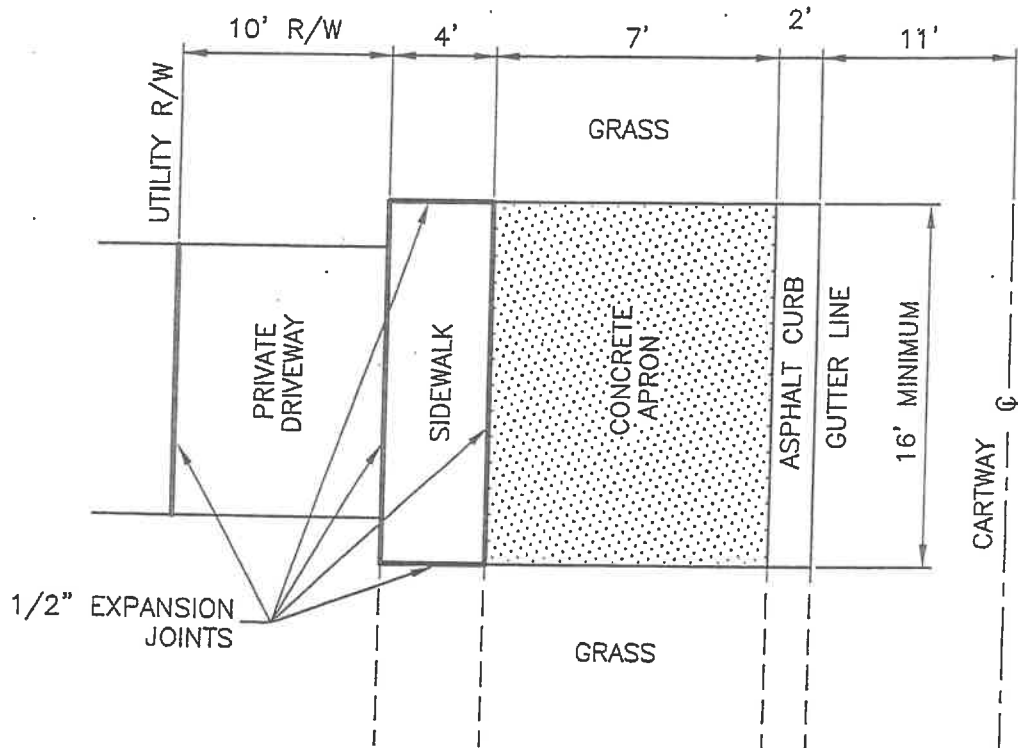 10' R/W
4'
7'
2'
11'
UTILITY R/W
GRASS
PRIVATE
DRIVEWAY
SIDEWALK
CONCRETE
APRON
ASPHALT CURB
GUTTER LINE
16' MINIMUM
CARTWAY
℄
1/2" EXPANSION
JOINTS
GRASS